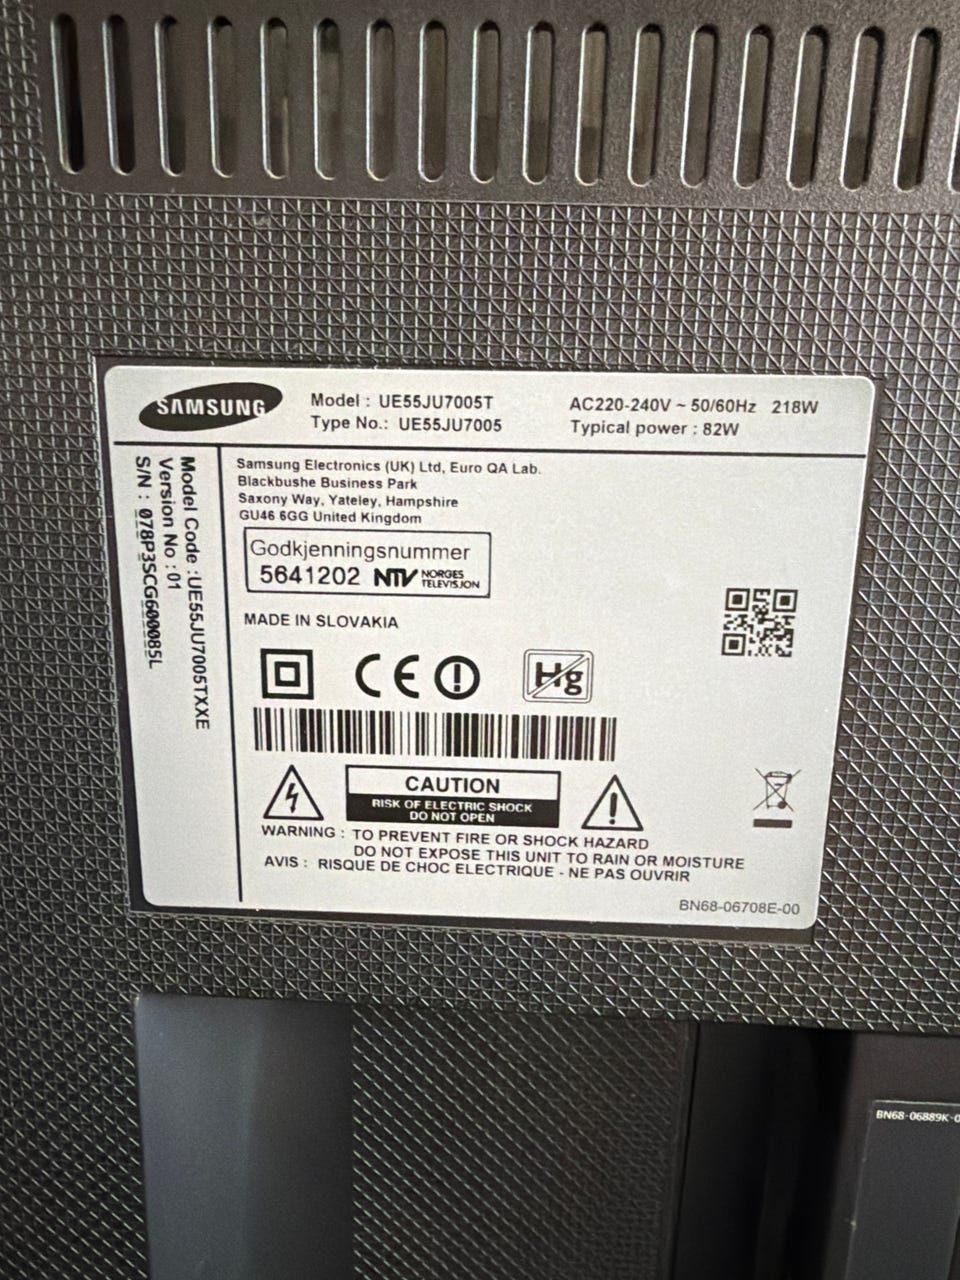 SAMSUNG
Model : UE55JU7005T
Type No.: UE55JU7005
AC220-240V ~ 50/60Hz 218W
Typical power : 82W
Model Code :UE55JU7005TXXE
Version No :01
S/N : 078P3SCG600085L
Samsung Electronics (UK) Ltd, Euro QA Lab.
Blackbushe Business Park
Saxony Way, Yateley, Hampshire
GU46 6GG United Kingdom
Godkjenningsnummer
5641202 NTV NORGES
TELEVISJON
MADE IN SLOVAKIA
CE
Hg
CAUTION
RISK OF ELECTRIC SHOCK
DO NOT OPEN
WARNING : TO PREVENT FIRE OR SHOCK HAZARD
DO NOT EXPOSE THIS UNIT TO RAIN OR MOISTURE
AVIS : RISQUE DE CHOC ELECTRIQUE - NE PAS OUVRIR
BN68-06708E-00
BN68-06889K-0